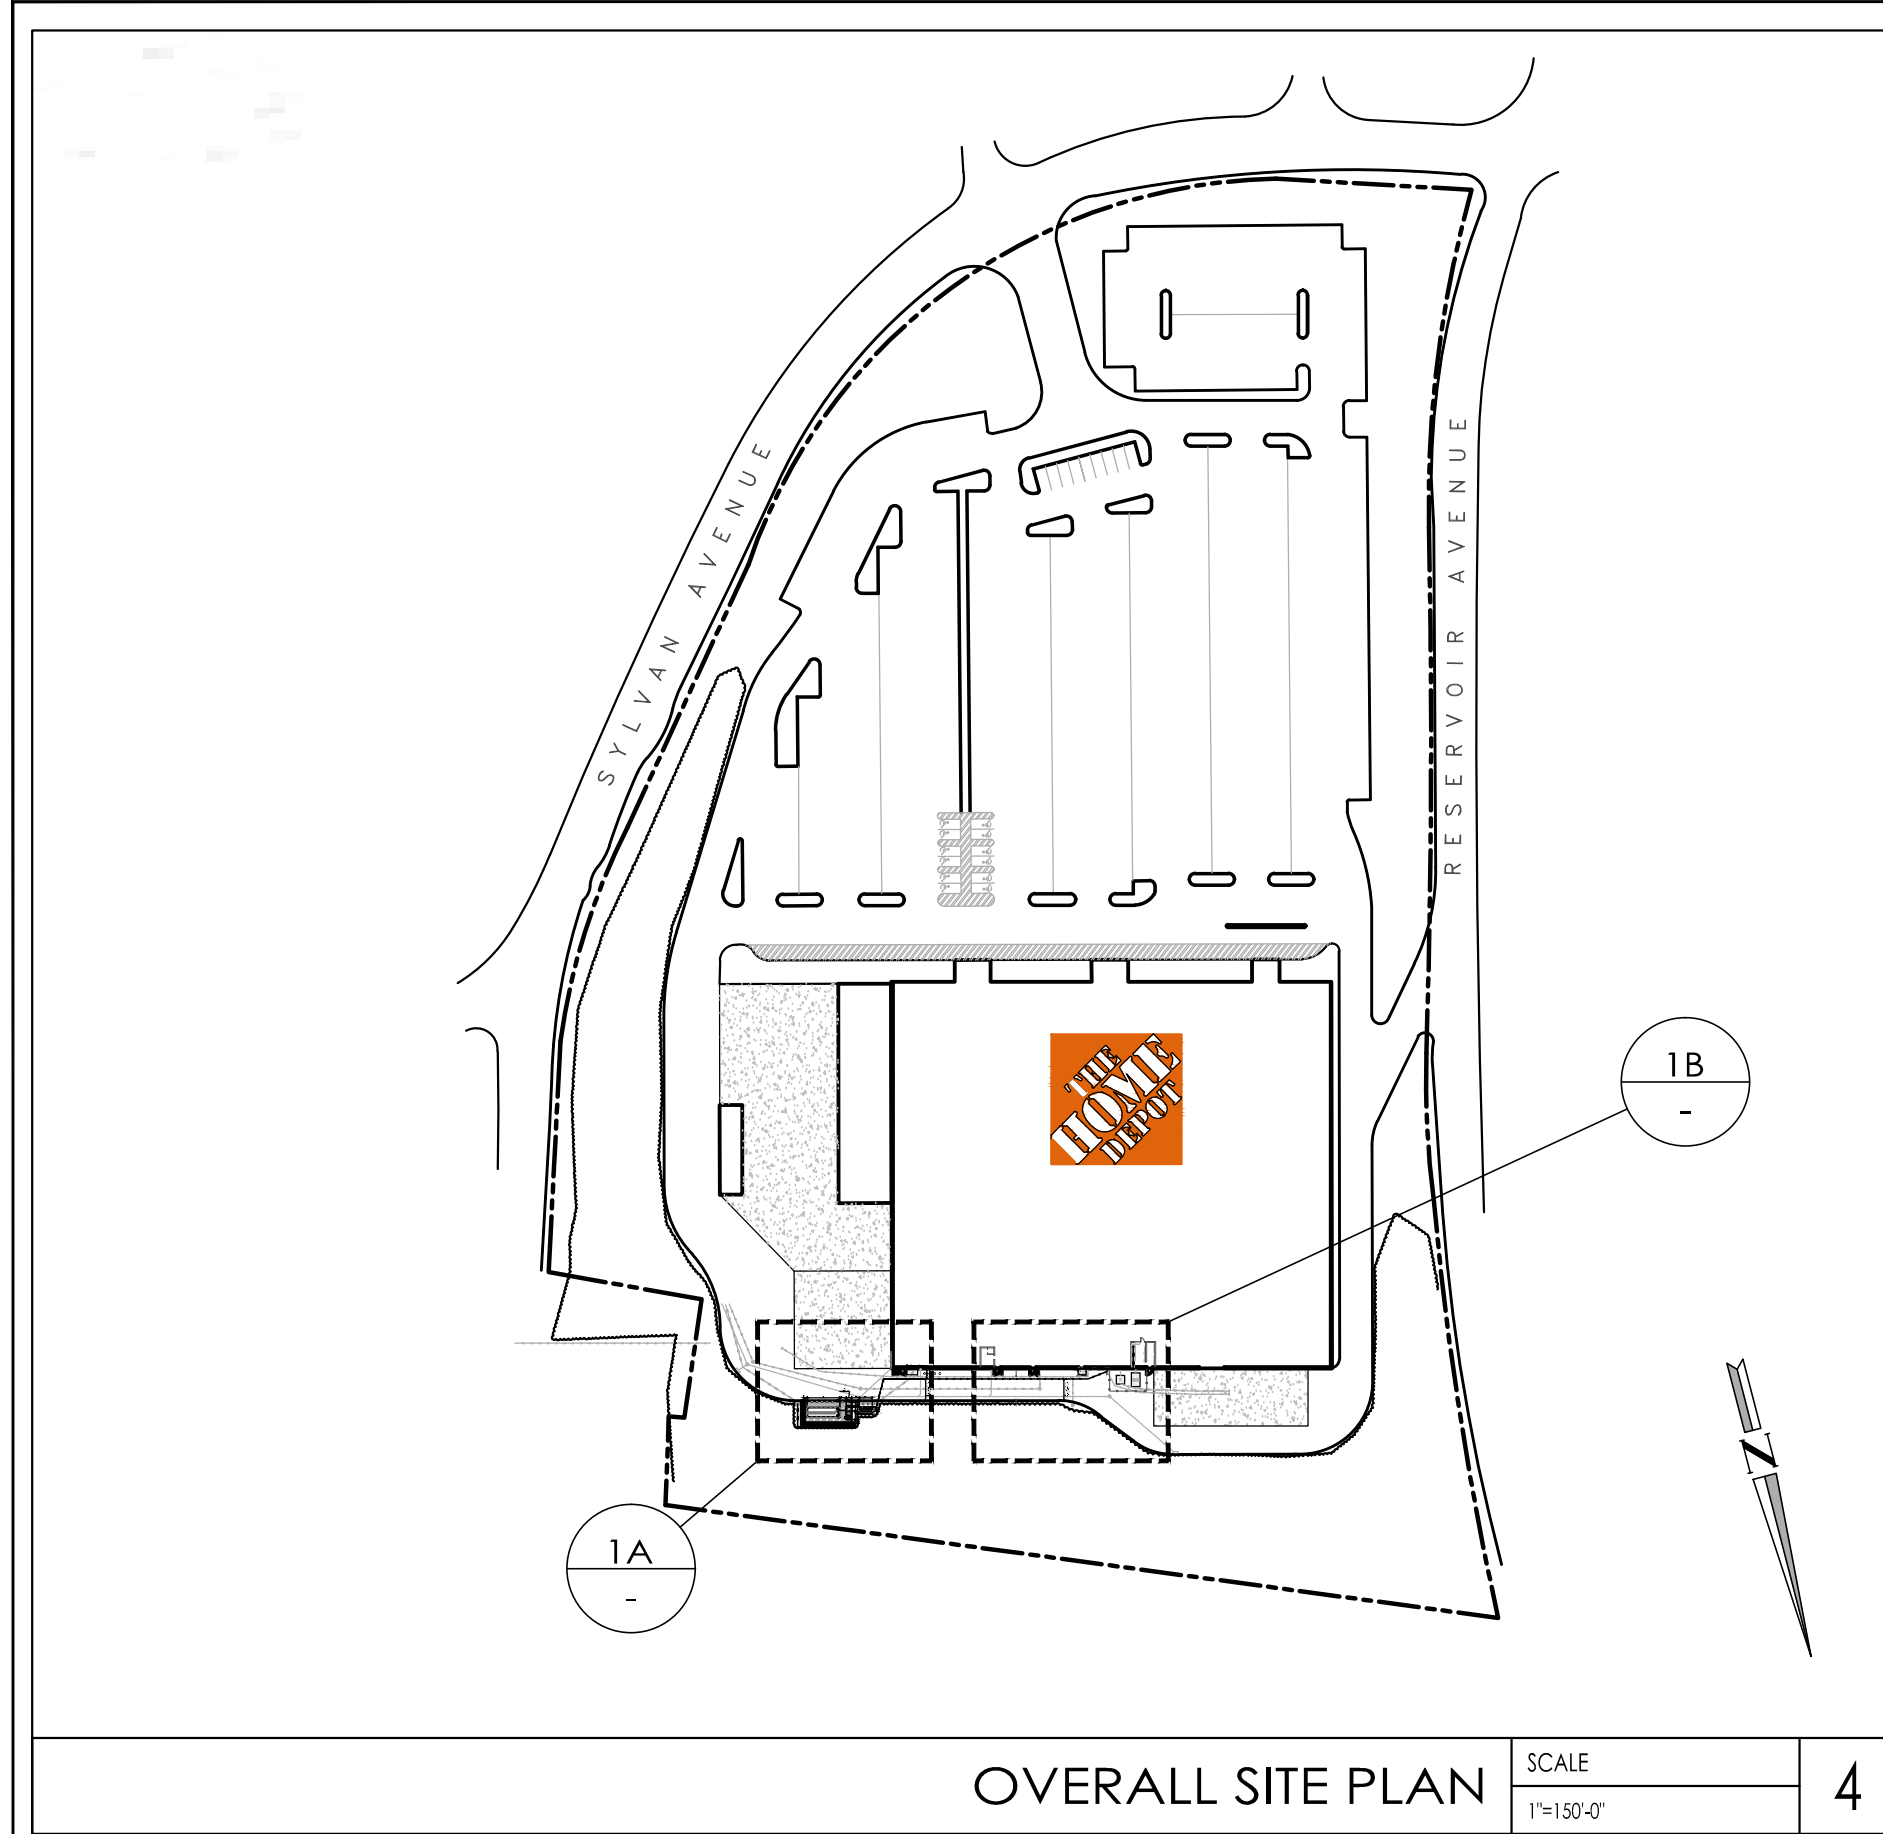 SYLVAN AVENUE
RESERVOIR AVENUE
THE
HOME
DEPOT
1B
-
1A
-
N
OVERALL SITE PLAN
SCALE
1"=150'-0"
4